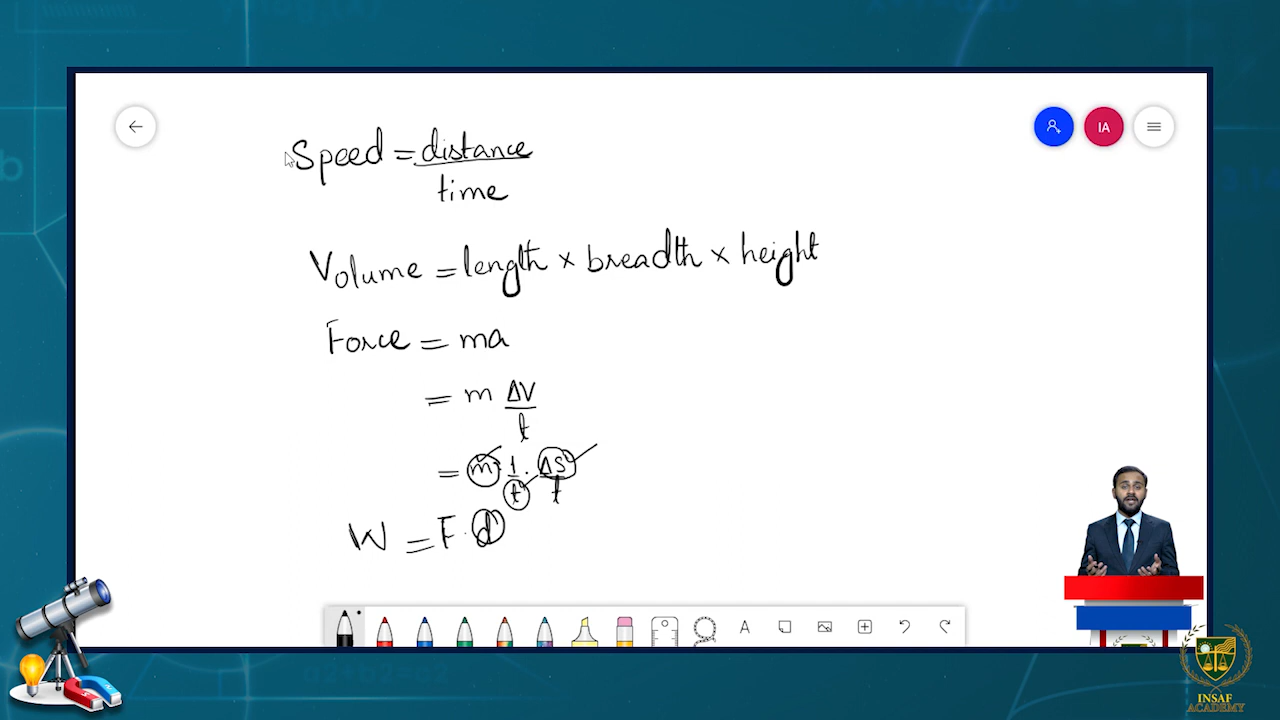 IA
Speed = distance / time
Volume = length × breadth × height
Force = ma
= m ΔV / t
= m 1 / t · ΔS / t
W = F · d
A
INSAF
ACADEMY